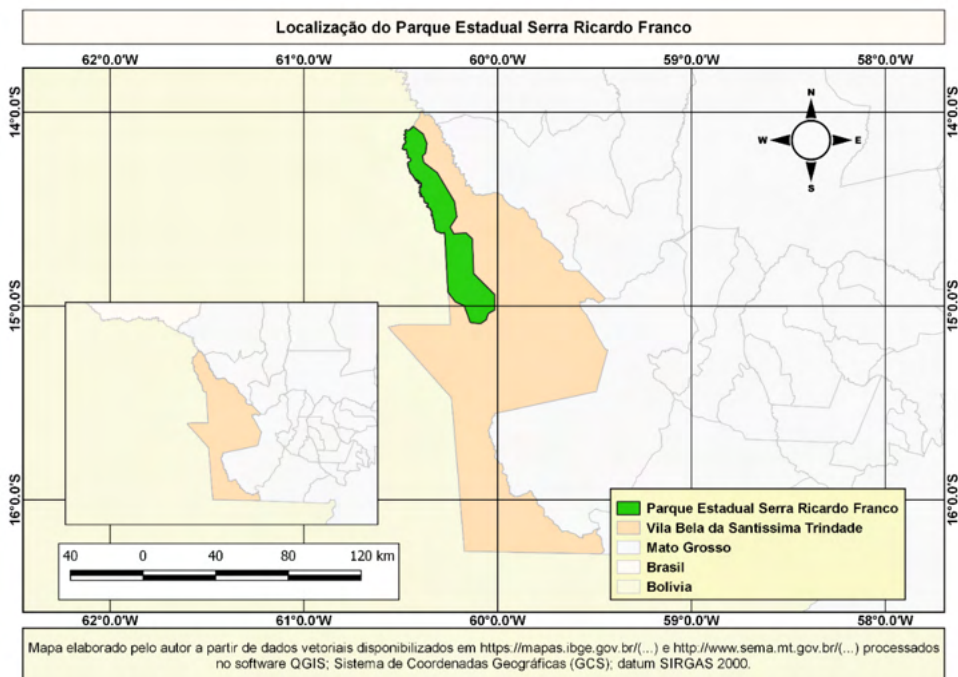 Localização do Parque Estadual Serra Ricardo Franco
62°0.0'W 61°0.0'W 60°0.0'W 59°0.0'W 58°0.0'W
14°0.0'S 14°0.0'S
N
W E
S
15°0.0'S 15°0.0'S
16°0.0'S 16°0.0'S
Parque Estadual Serra Ricardo Franco
Vila Bela da Santissima Trindade
Mato Grosso
Brasil
Bolivia
40 0 40 80 120 km
62°0.0'W 61°0.0'W 60°0.0'W 59°0.0'W 58°0.0'W
Mapa elaborado pelo autor a partir de dados vetoriais disponibilizados em https://mapas.ibge.gov.br/(...) e http://www.sema.mt.gov.br/(...) processados
no software QGIS; Sistema de Coordenadas Geográficas (GCS); datum SIRGAS 2000.